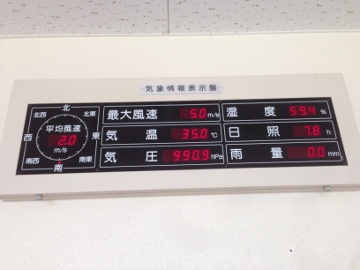 気象情報表示盤
北
北西 北東
平均風速
西 2.0 東
m/s
南西 南東
南
最大風速 5.0 m/s
気温 35.0 ℃
気圧 990.9 hPa
湿度 59.4 %
日照 7.8 h
雨量 0.0 mm